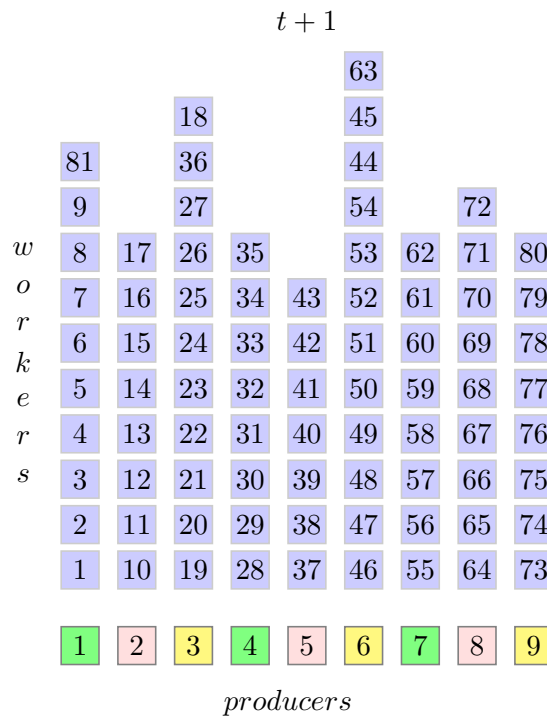 t + 1
63
18 45
81 36 44
9 27 54 72
w 8 17 26 35 53 62 71 80
o 7 16 25 34 43 52 61 70 79
r 6 15 24 33 42 51 60 69 78
k 5 14 23 32 41 50 59 68 77
e 4 13 22 31 40 49 58 67 76
r 3 12 21 30 39 48 57 66 75
s 2 11 20 29 38 47 56 65 74
1 10 19 28 37 46 55 64 73
1 2 3 4 5 6 7 8 9
producers